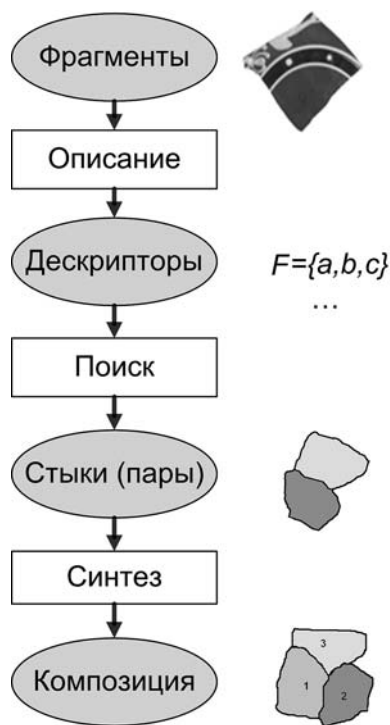 Фрагменты
Описание
Дескрипторы
F={a,b,c}
...
Поиск
Стыки (пары)
Синтез
3
1
2
Композиция